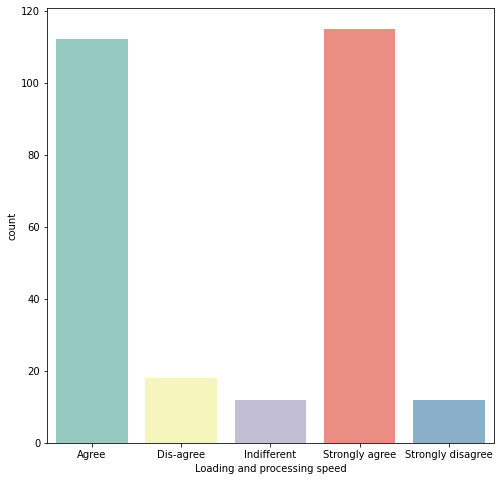 120
100
80
60
40
20
0
count
Agree Dis-agree Indifferent Strongly agree Strongly disagree
Loading and processing speed